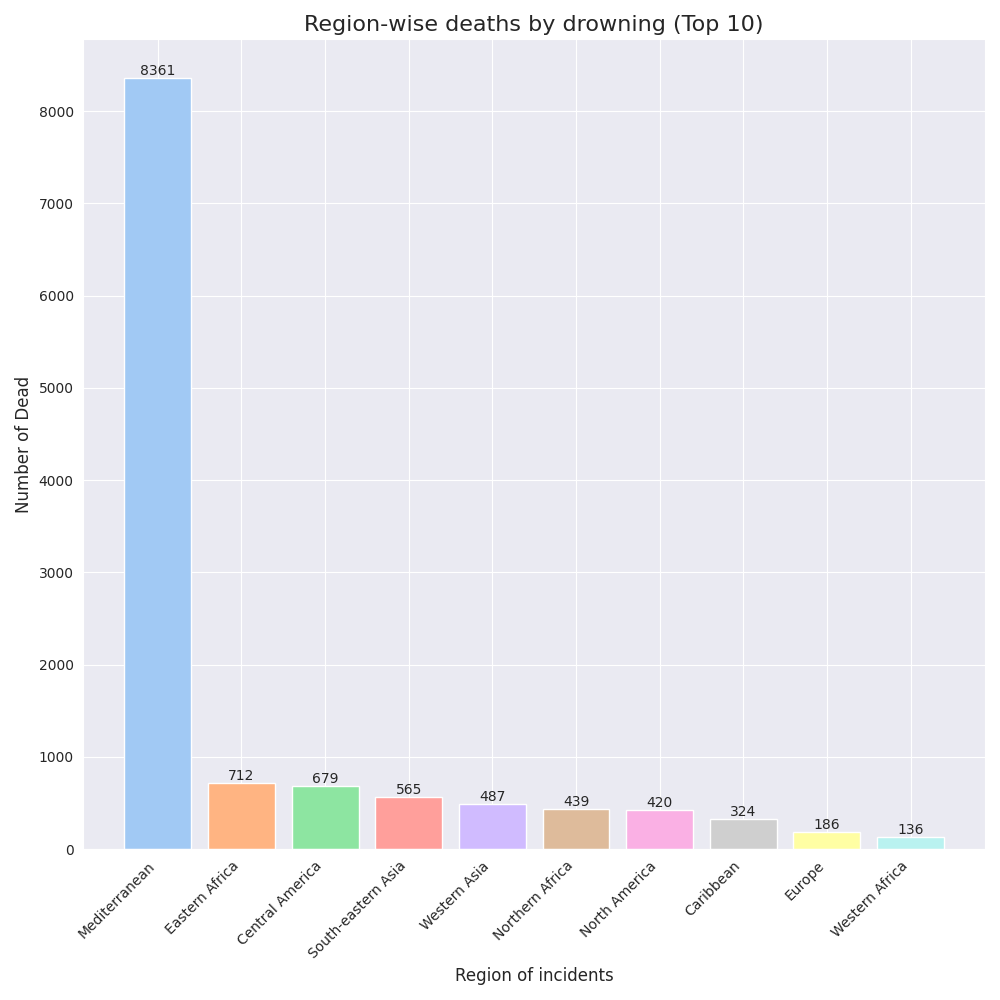 Region-wise deaths by drowning (Top 10)
Number of Dead
8000
7000
6000
5000
4000
3000
2000
1000
0
8361
712
679
565
487
439
420
324
186
136
Mediterranean
Eastern Africa
Central America
South-eastern Asia
Western Asia
Northern Africa
North America
Caribbean
Europe
Western Africa
Region of incidents